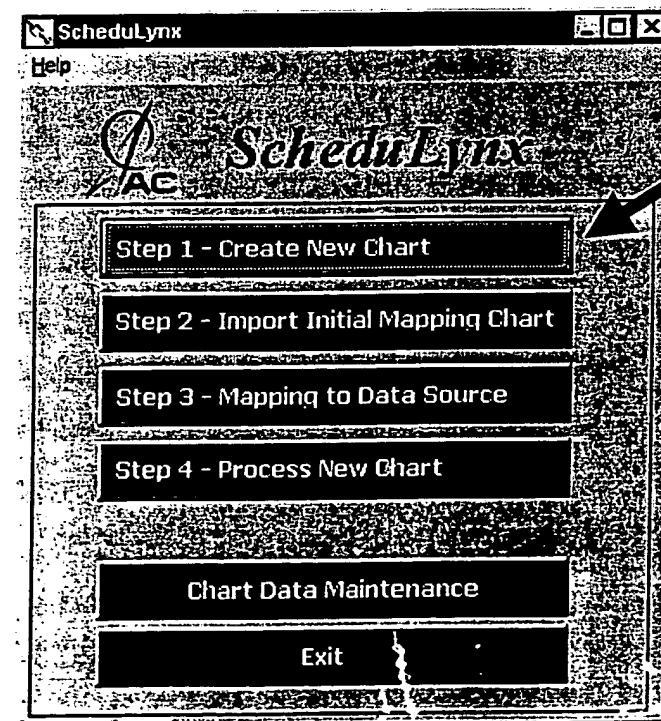 ScheduLynx
Help
AC
ScheduLynx
Step 1 - Create New Chart
Step 2 - Import Initial Mapping Chart
Step 3 - Mapping to Data Source
Step 4 - Process New Chart
Chart Data Maintenance
Exit